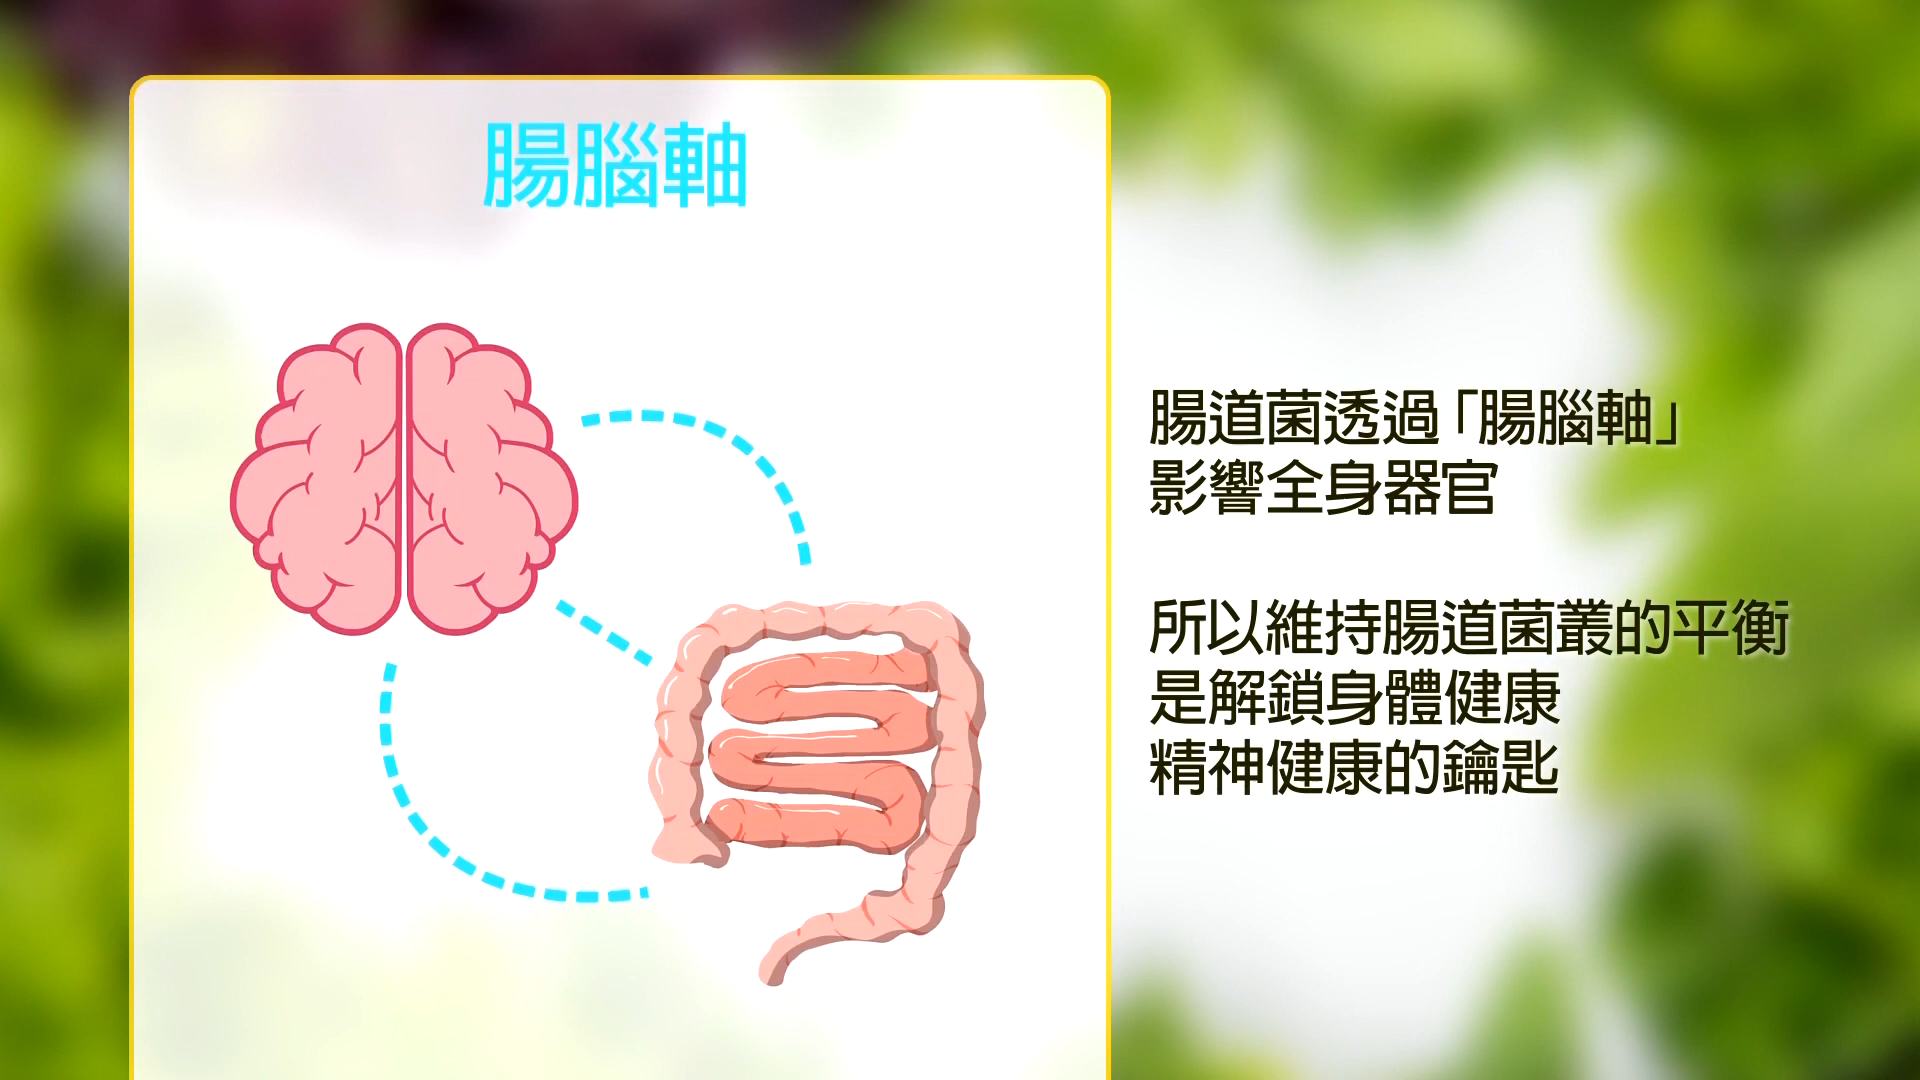 腸腦軸
腸道菌透過「腸腦軸」
影響全身器官
所以維持腸道菌叢的平衡
是解鎖身體健康
精神健康的鑰匙